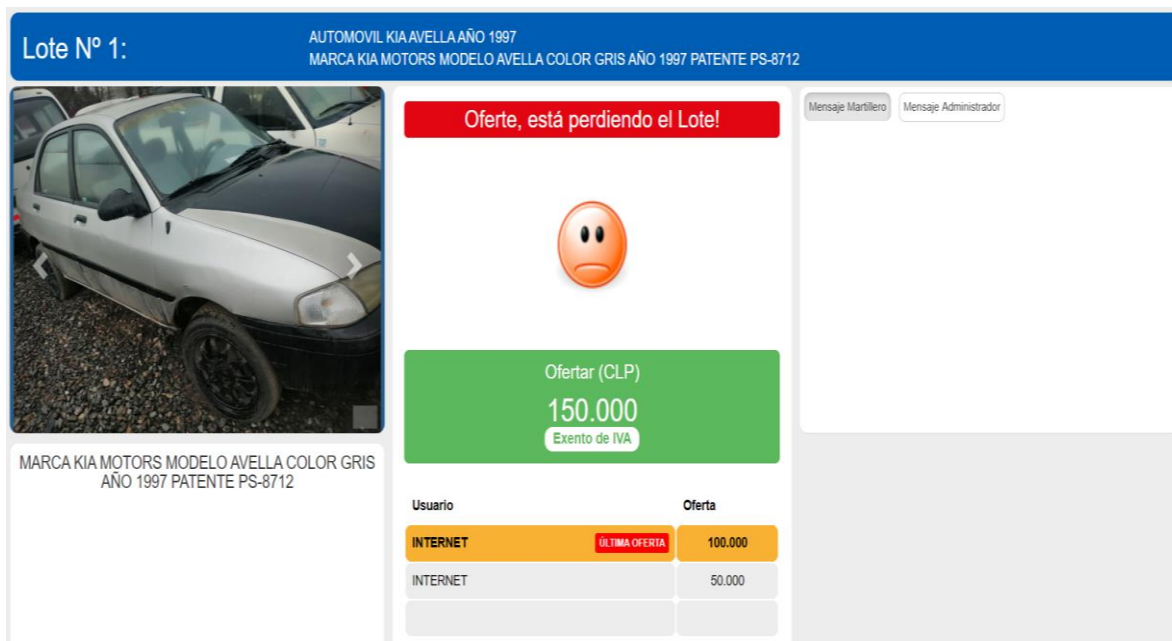 Lote Nº 1:
AUTOMOVIL KIA AVELLA AÑO 1997
MARCA KIA MOTORS MODELO AVELLA COLOR GRIS AÑO 1997 PATENTE PS-8712
Oferte, está perdiendo el Lote!
Mensaje Martillero
Mensaje Administrador
Ofertar (CLP)
150.000
Exento de IVA
MARCA KIA MOTORS MODELO AVELLA COLOR GRIS
AÑO 1997 PATENTE PS-8712
Usuario Oferta
INTERNET ÚLTIMA OFERTA 100.000
INTERNET 50.000